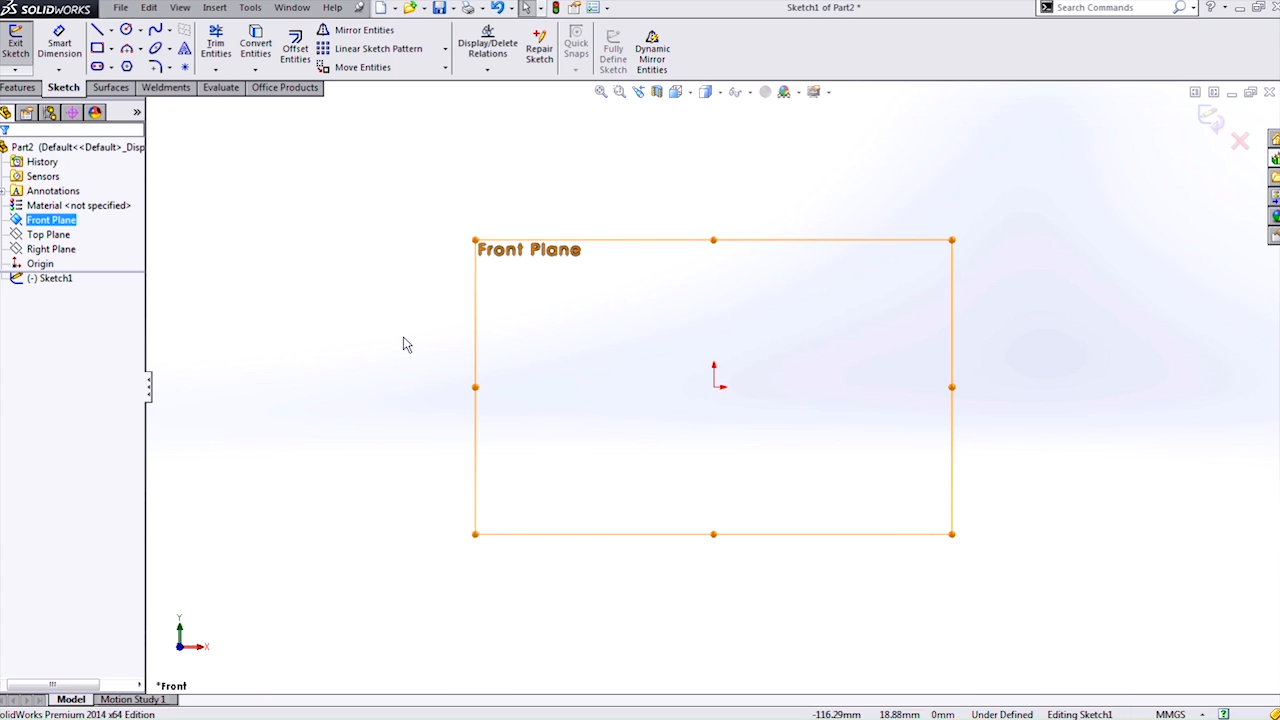 SOLIDWORKS File Edit View Insert Tools Window Help Sketch1 of Part2 * Search Commands ?
Exit Sketch
Smart Dimension
Trim Entities
Convert Entities
Offset Entities
Mirror Entities
Linear Sketch Pattern
Move Entities
Display/Delete Relations
Repair Sketch
Quick Snaps
Fully Define Sketch
Dynamic Mirror Entities
Features Sketch Surfaces Weldments Evaluate Office Products
»
Part2 (Default<<Default>_Disp
History
Sensors
A Annotations
Material <not specified>
Front Plane
Top Plane
Right Plane
Origin
(-) Sketch1
Front Plane
Y
X
*Front
Model Motion Study 1
olidWorks Premium 2014 x64 Edition -116.29mm 18.88mm 0mm Under Defined Editing Sketch1 MMGS ?